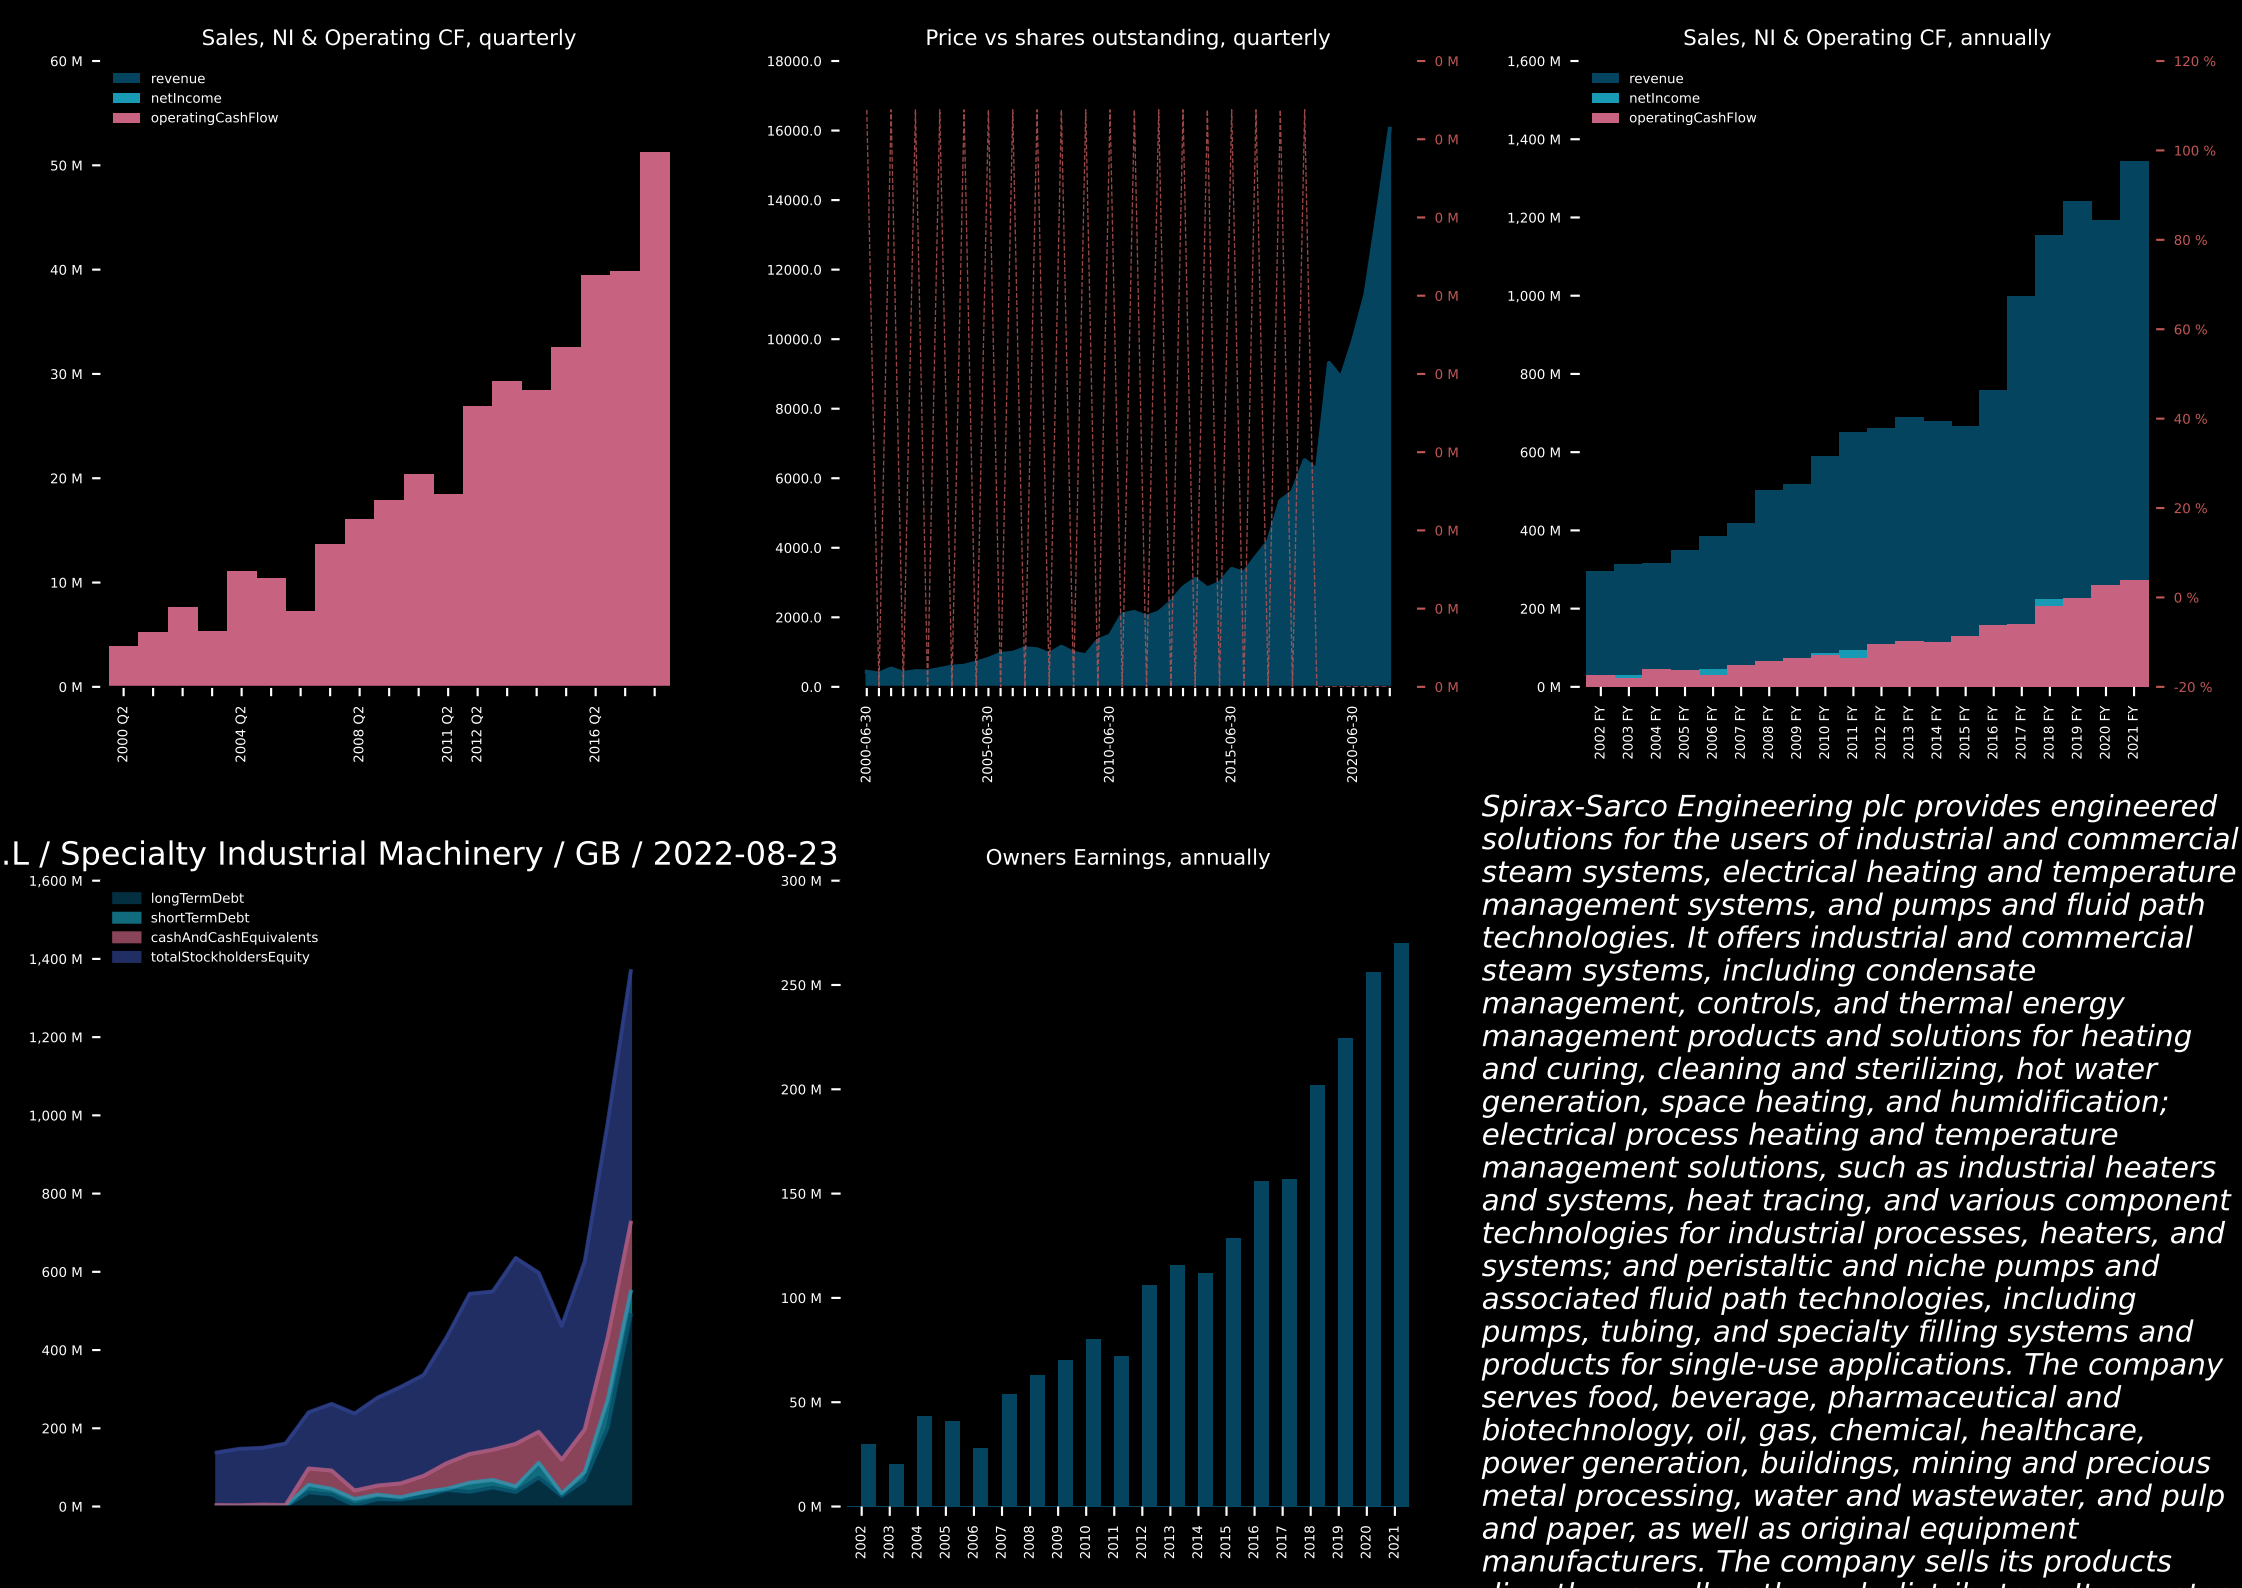 Sales, NI & Operating CF, quarterly
60 M
50 M
40 M
30 M
20 M
10 M
0 M
revenue
netIncome
operatingCashFlow
2000 Q2
2004 Q2
2008 Q2
2011 Q2
2012 Q2
2016 Q2
Price vs shares outstanding, quarterly
18000.0
16000.0
14000.0
12000.0
10000.0
8000.0
6000.0
4000.0
2000.0
0.0
0 M
0 M
0 M
0 M
0 M
0 M
0 M
0 M
0 M
2000-06-30
2005-06-30
2010-06-30
2015-06-30
2020-06-30
Sales, NI & Operating CF, annually
1,600 M
1,400 M
1,200 M
1,000 M
800 M
600 M
400 M
200 M
0 M
revenue
netIncome
operatingCashFlow
120 %
100 %
80 %
60 %
40 %
20 %
0 %
-20 %
2002 FY
2003 FY
2004 FY
2005 FY
2006 FY
2007 FY
2008 FY
2009 FY
2010 FY
2011 FY
2012 FY
2013 FY
2014 FY
2015 FY
2016 FY
2017 FY
2018 FY
2019 FY
2020 FY
2021 FY
.L / Specialty Industrial Machinery / GB / 2022-08-23
1,600 M
1,400 M
1,200 M
1,000 M
800 M
600 M
400 M
200 M
0 M
longTermDebt
shortTermDebt
cashAndCashEquivalents
totalStockholdersEquity
Owners Earnings, annually
300 M
250 M
200 M
150 M
100 M
50 M
0 M
2002
2003
2004
2005
2006
2007
2008
2009
2010
2011
2012
2013
2014
2015
2016
2017
2018
2019
2020
2021
Spirax-Sarco Engineering plc provides engineered
solutions for the users of industrial and commercial
steam systems, electrical heating and temperature
management systems, and pumps and fluid path
technologies. It offers industrial and commercial
steam systems, including condensate
management, controls, and thermal energy
management products and solutions for heating
and curing, cleaning and sterilizing, hot water
generation, space heating, and humidification;
electrical process heating and temperature
management solutions, such as industrial heaters
and systems, heat tracing, and various component
technologies for industrial processes, heaters, and
systems; and peristaltic and niche pumps and
associated fluid path technologies, including
pumps, tubing, and specialty filling systems and
products for single-use applications. The company
serves food, beverage, pharmaceutical and
biotechnology, oil, gas, chemical, healthcare,
power generation, buildings, mining and precious
metal processing, water and wastewater, and pulp
and paper, as well as original equipment
manufacturers. The company sells its products